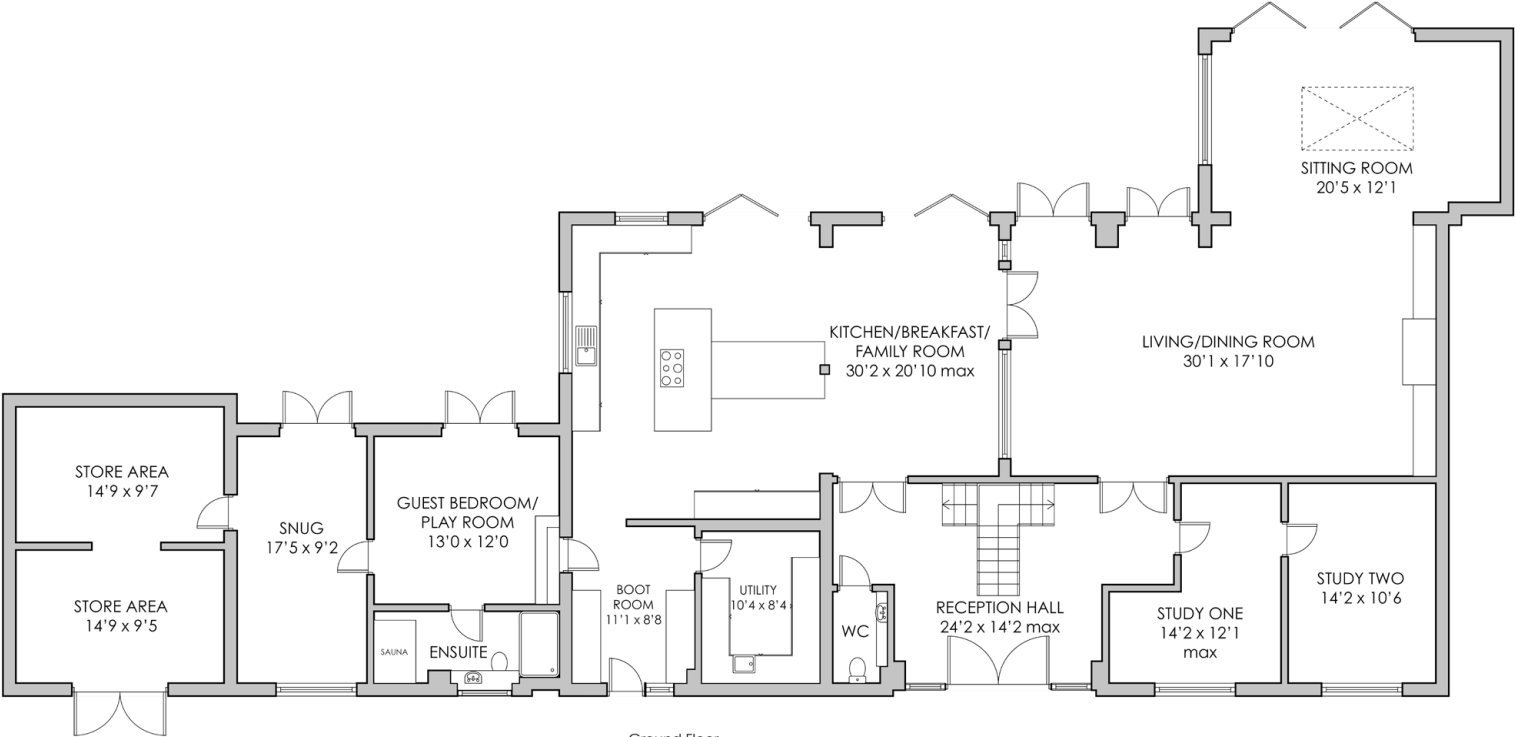 SITTING ROOM
20'5 x 12'1
KITCHEN/BREAKFAST/
FAMILY ROOM
30'2 x 20'10 max
LIVING/DINING ROOM
30'1 x 17'10
STORE AREA
14'9 x 9'7
SNUG
17'5 x 9'2
GUEST BEDROOM/
PLAY ROOM
13'0 x 12'0
STORE AREA
14'9 x 9'5
SAUNA
ENSUITE
BOOT
ROOM
11'1 x 8'8
UTILITY
10'4 x 8'4
WC
RECEPTION HALL
24'2 x 14'2 max
STUDY ONE
14'2 x 12'1
max
STUDY TWO
14'2 x 10'6
Ground Floor